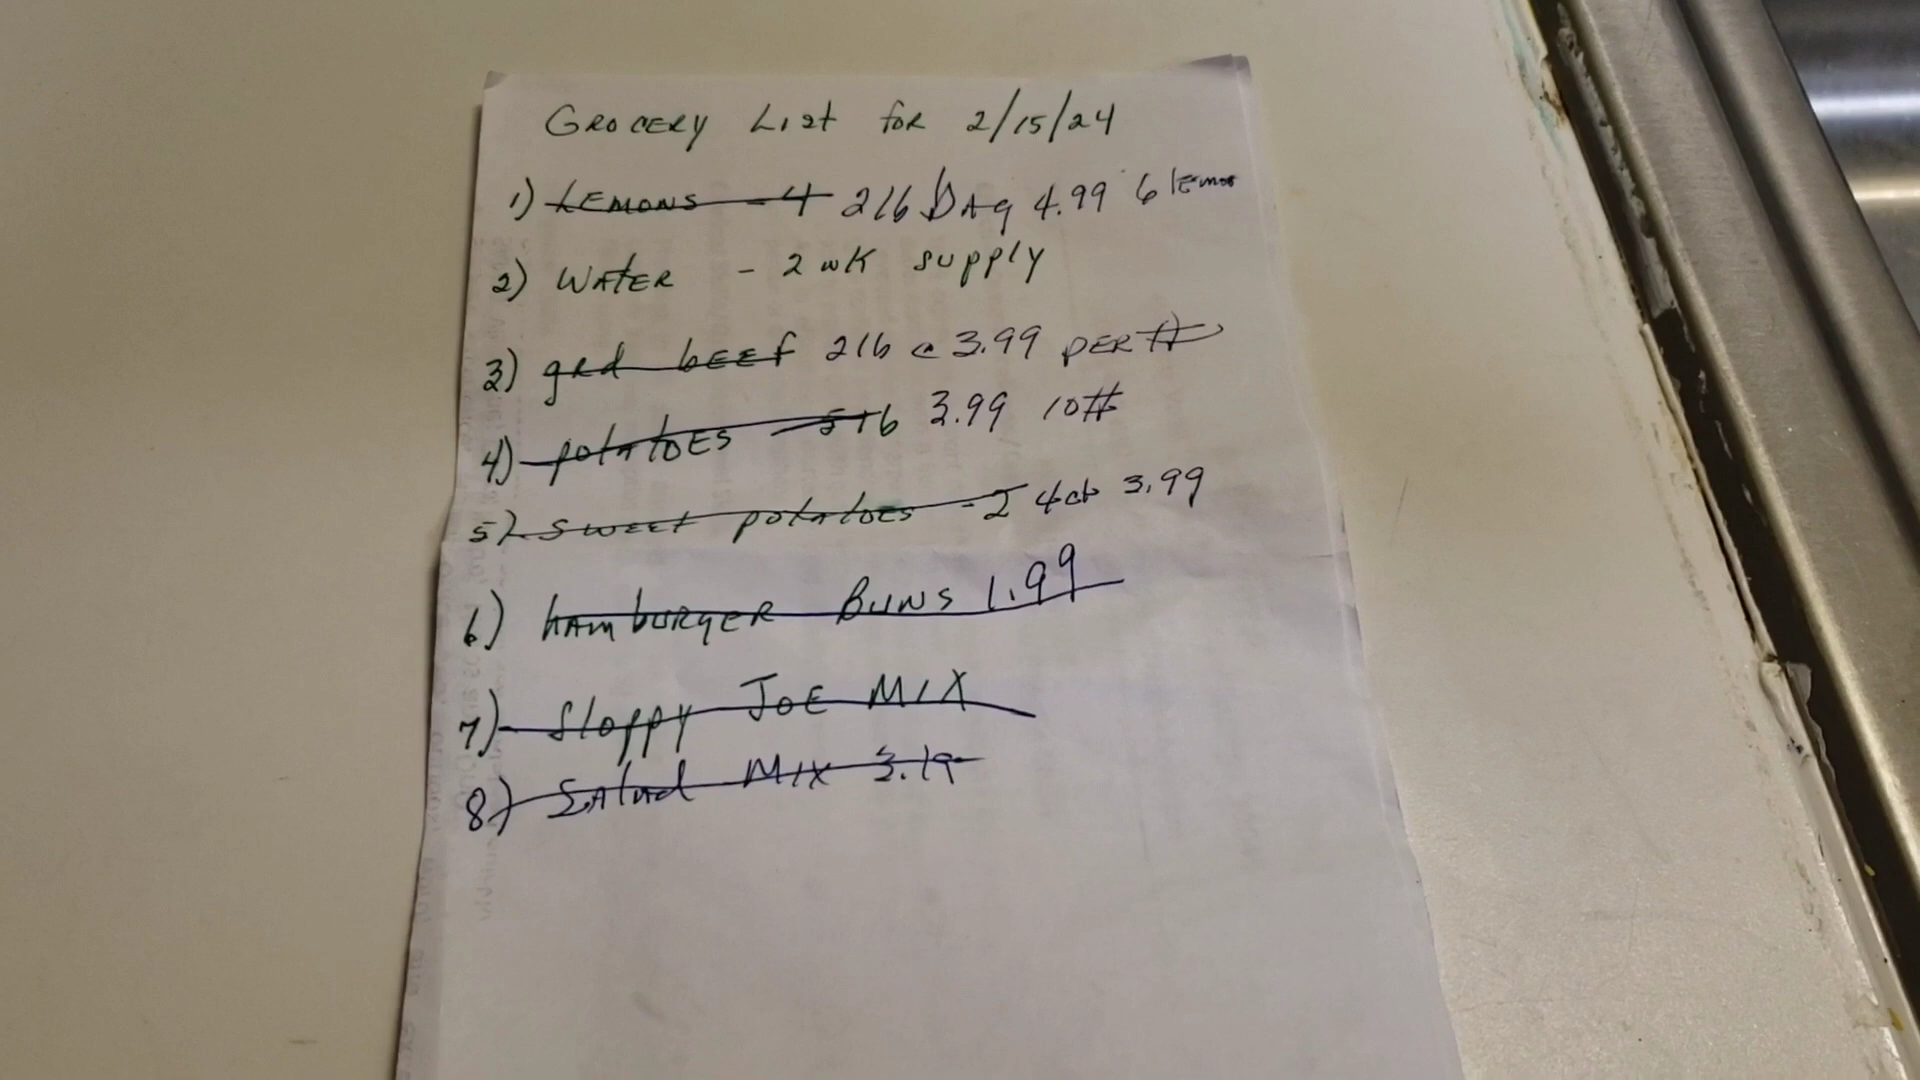 GROCERY LIST FOR 2/15/24
1) LEMONS - 4 2lb BAg 4.99 6 lEmons
2) WATER - 2 wk supply
3) gRd bEEf 2lb @ 3.99 PER #
4) potAtOES 5lb 3.99 10#
5) SWEEt potAtoES - 2 4ct 3.99
6) hAmbURgER BUNS 1.99
7) Sloppy JOE MIX
8) SAlad MIX 3.19